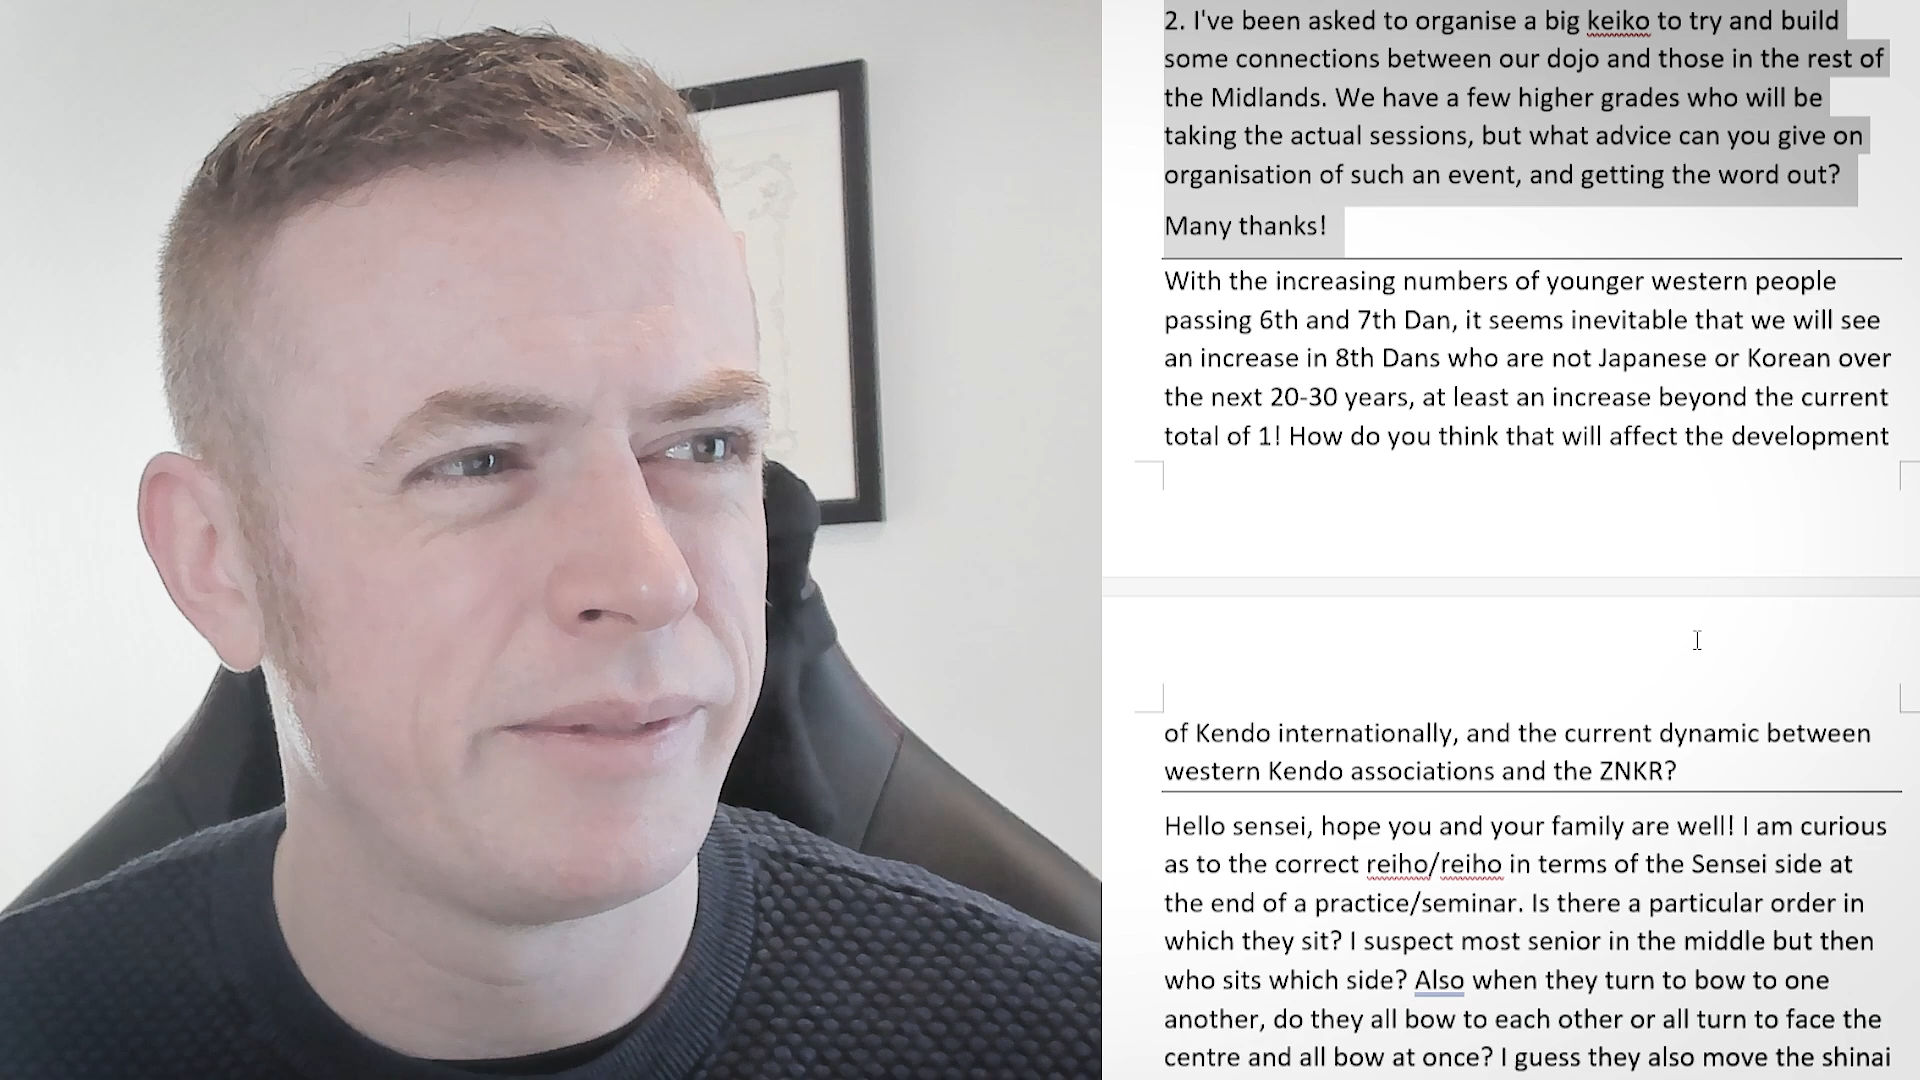 2. I've been asked to organise a big keiko to try and build
some connections between our dojo and those in the rest of
the Midlands. We have a few higher grades who will be
taking the actual sessions, but what advice can you give on
organisation of such an event, and getting the word out?
Many thanks!
With the increasing numbers of younger western people
passing 6th and 7th Dan, it seems inevitable that we will see
an increase in 8th Dans who are not Japanese or Korean over
the next 20-30 years, at least an increase beyond the current
total of 1! How do you think that will affect the development
of Kendo internationally, and the current dynamic between
western Kendo associations and the ZNKR?
Hello sensei, hope you and your family are well! I am curious
as to the correct reiho/reiho in terms of the Sensei side at
the end of a practice/seminar. Is there a particular order in
which they sit? I suspect most senior in the middle but then
who sits which side? Also when they turn to bow to one
another, do they all bow to each other or all turn to face the
centre and all bow at once? I guess they also move the shinai